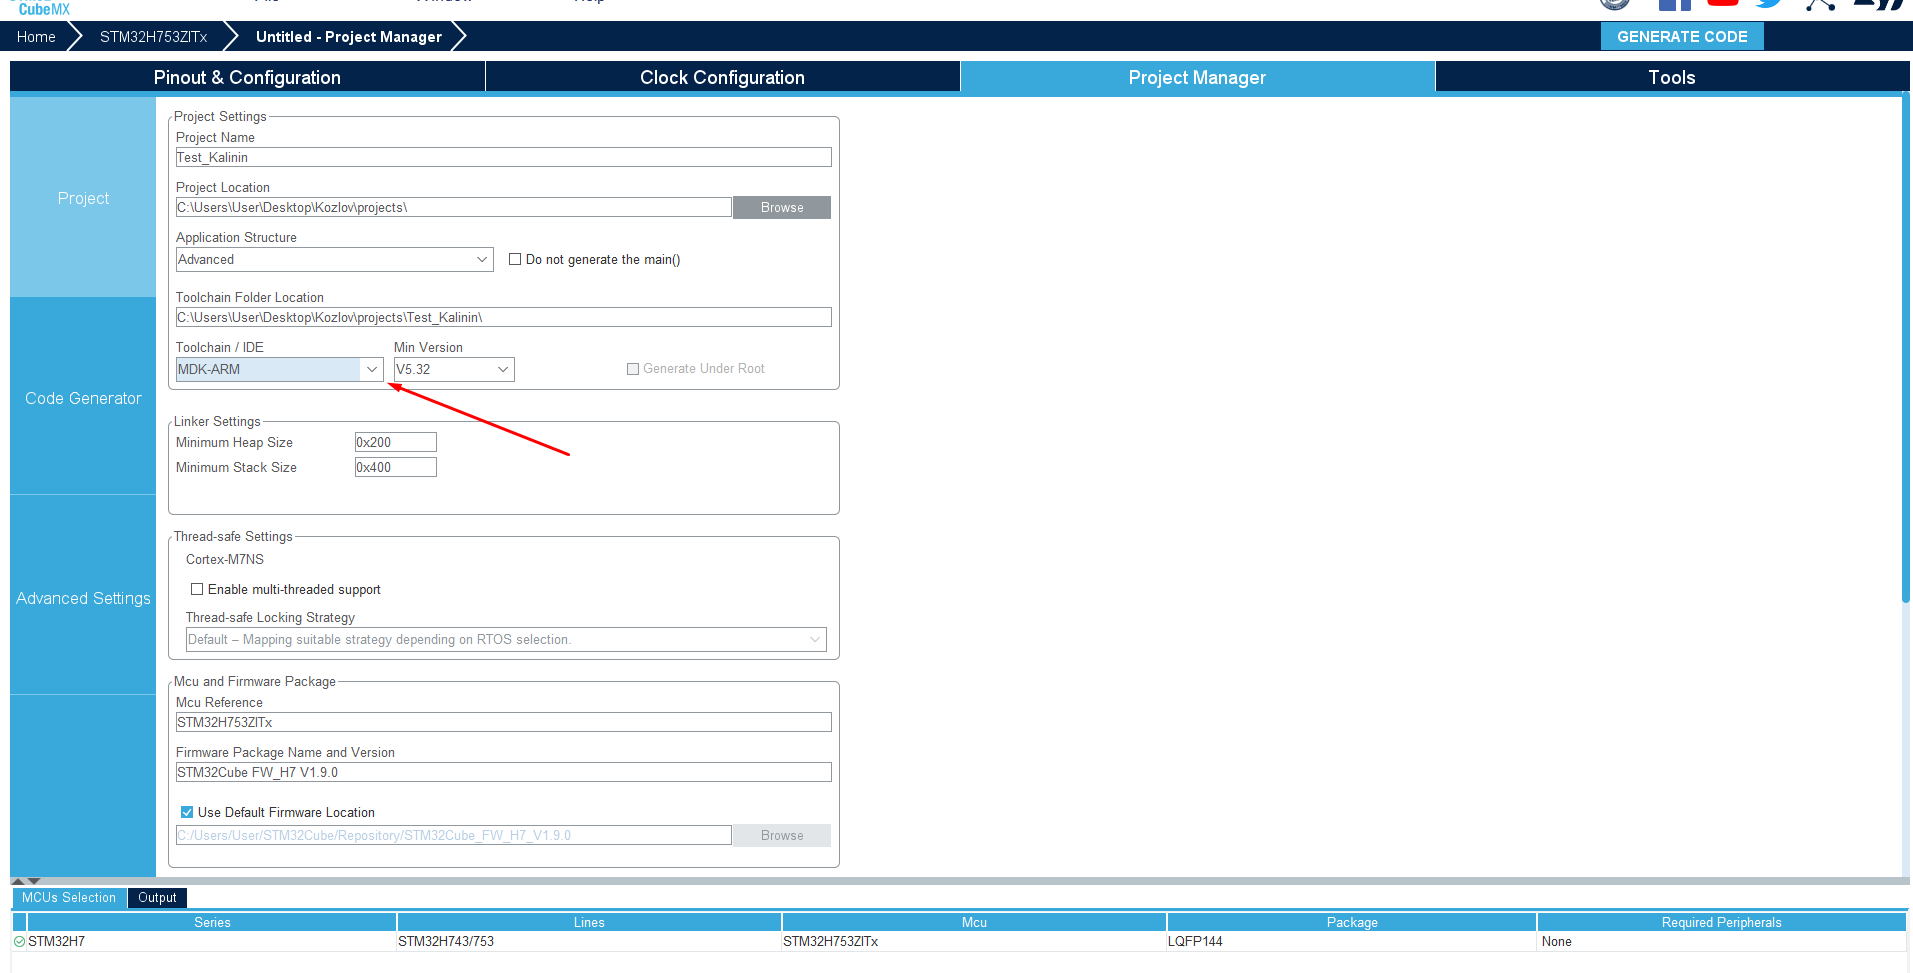 CubeMX
Window
Help
Home
STM32H753ZITx
Untitled - Project Manager
GENERATE CODE
Pinout & Configuration
Clock Configuration
Project Manager
Tools
Project
Code Generator
Advanced Settings
Project Settings
Project Name
Test_Kalinin
Project Location
C:\Users\User\Desktop\Kozlov\projects\
Browse
Application Structure
Advanced
Do not generate the main()
Toolchain Folder Location
C:\Users\User\Desktop\Kozlov\projects\Test_Kalinin\
Toolchain / IDE
Min Version
MDK-ARM
V5.32
Generate Under Root
Linker Settings
Minimum Heap Size
0x200
Minimum Stack Size
0x400
Thread-safe Settings
Cortex-M7NS
Enable multi-threaded support
Thread-safe Locking Strategy
Default – Mapping suitable strategy depending on RTOS selection.
Mcu and Firmware Package
Mcu Reference
STM32H753ZITx
Firmware Package Name and Version
STM32Cube FW_H7 V1.9.0
Use Default Firmware Location
C:/Users/User/STM32Cube/Repository/STM32Cube_FW_H7_V1.9.0
Browse
MCUs Selection
Output
Series
Lines
Mcu
Package
Required Peripherals
STM32H7
STM32H743/753
STM32H753ZITx
LQFP144
None